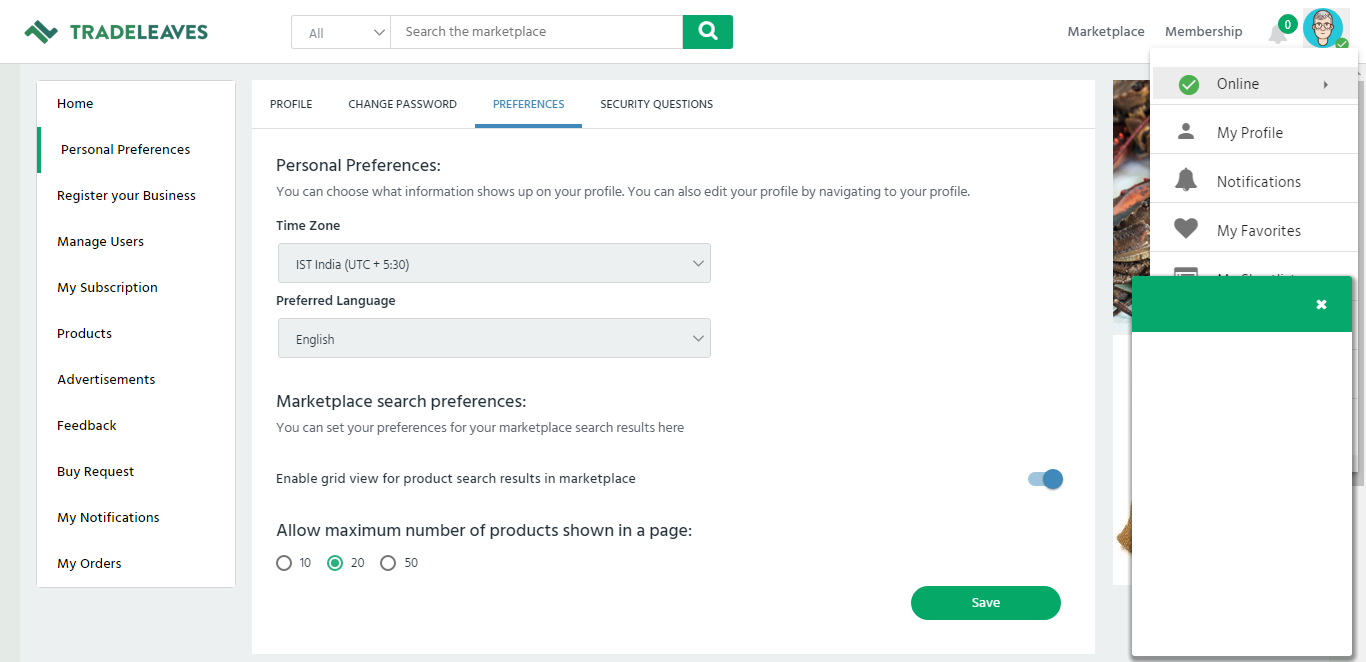 TRADELEAVES
All
Search the marketplace
Marketplace
Membership
0
Home
Personal Preferences
Register your Business
Manage Users
My Subscription
Products
Advertisements
Feedback
Buy Request
My Notifications
My Orders
PROFILE
CHANGE PASSWORD
PREFERENCES
SECURITY QUESTIONS
Personal Preferences:
You can choose what information shows up on your profile. You can also edit your profile by navigating to your profile.
Time Zone
IST India (UTC + 5:30)
Preferred Language
English
Marketplace search preferences:
You can set your preferences for your marketplace search results here
Enable grid view for product search results in marketplace
Allow maximum number of products shown in a page:
10
20
50
Save
Online
My Profile
Notifications
My Favorites